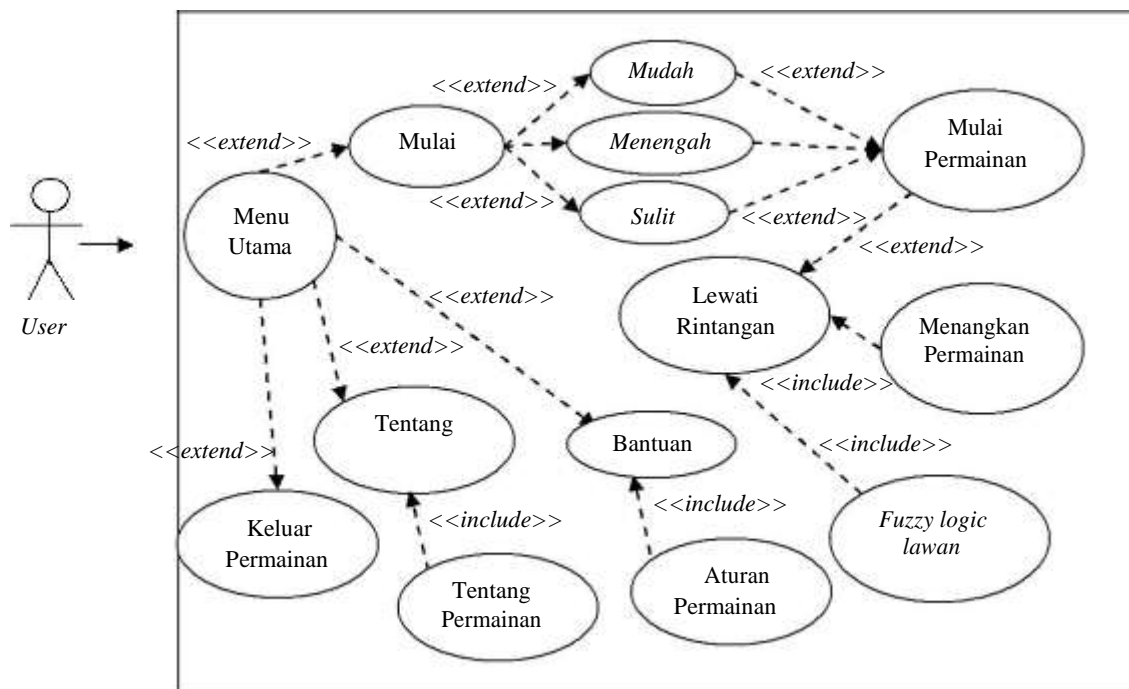 Mudah
<<extend>>
<<extend>>
Mulai
Permainan
<<extend>>
Mulai
Menengah
<<extend>>
Sulit
<<extend>>
Menu
Utama
<<extend>>
User
<<extend>>
Lewati
Rintangan
Menangkan
Permainan
<<extend>>
<<include>>
Tentang
Bantuan
<<include>>
<<extend>>
<<include>>
<<include>>
Keluar
Permainan
Fuzzy logic
lawan
Tentang
Permainan
Aturan
Permainan